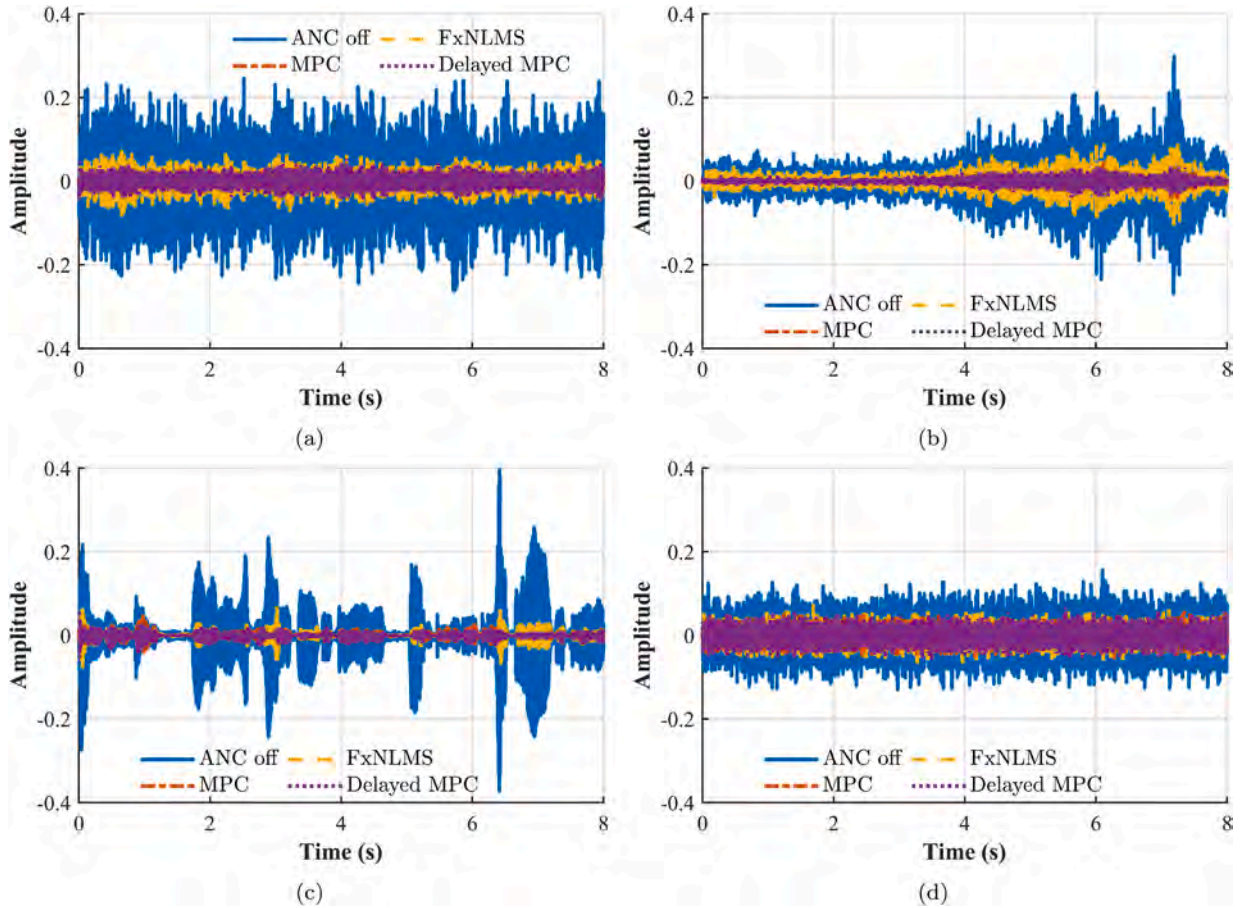 0.4
ANC off FxNLMS
MPC Delayed MPC
0.2
0
-0.2
-0.4
Amplitude
0 2 4 6 8
Time (s)
(a)
0.4
0.2
0
-0.2
-0.4
Amplitude
ANC off FxNLMS
MPC Delayed MPC
0 2 4 6 8
Time (s)
(b)
0.4
0.2
0
-0.2
-0.4
Amplitude
ANC off FxNLMS
MPC Delayed MPC
0 2 4 6 8
Time (s)
(c)
0.4
0.2
0
-0.2
-0.4
Amplitude
ANC off FxNLMS
MPC Delayed MPC
0 2 4 6 8
Time (s)
(d)